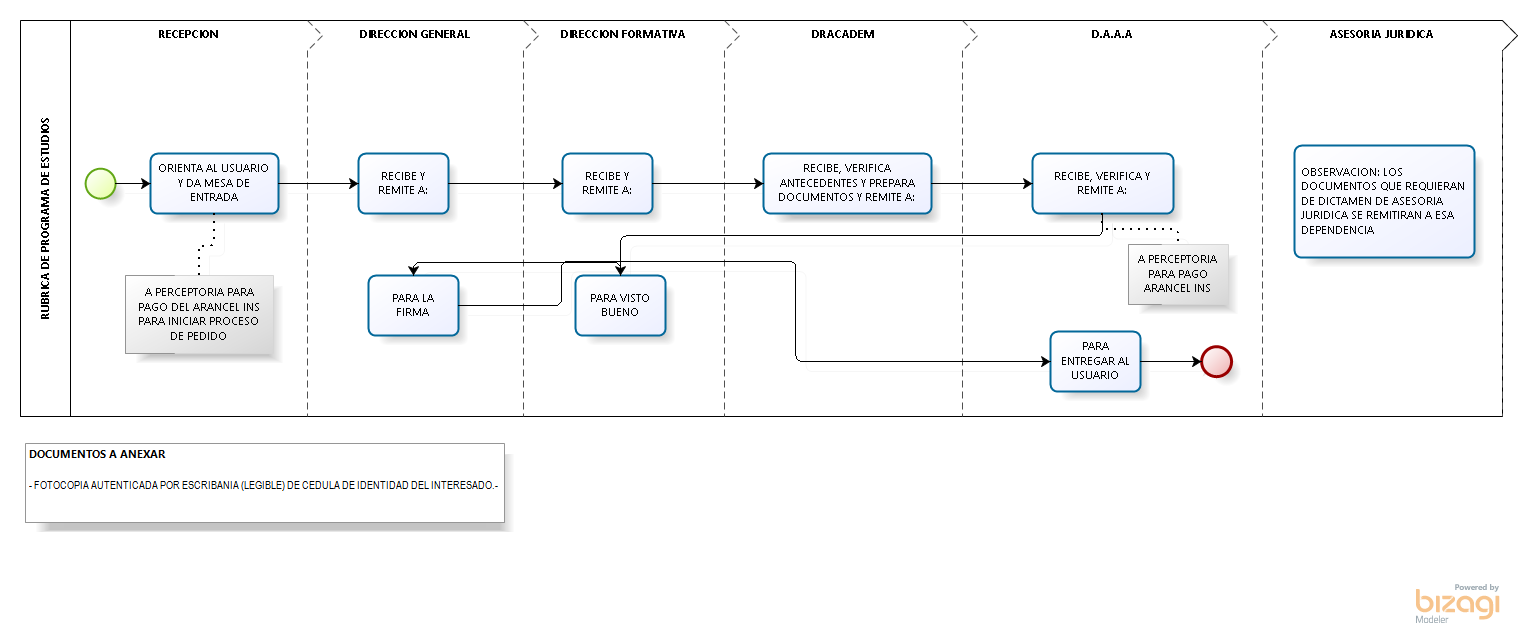 RECEPCION
DIRECCION GENERAL
DIRECCION FORMATIVA
DRACADEM
D.A.A.A
ASESORIA JURIDICA
RUBRICA DE PROGRAMA DE ESTUDIOS
ORIENTA AL USUARIO
Y DA MESA DE
ENTRADA
RECIBE Y
REMITE A:
RECIBE Y
REMITE A:
RECIBE, VERIFICA
ANTECEDENTES Y PREPARA
DOCUMENTOS Y REMITE A:
RECIBE, VERIFICA Y
REMITE A:
OBSERVACION: LOS
DOCUMENTOS QUE REQUIERAN
DE DICTAMEN DE ASESORIA
JURIDICA SE REMITIRAN A ESA
DEPENDENCIA
A PERCEPTORIA PARA
PAGO DEL ARANCEL INS
PARA INICIAR PROCESO
DE PEDIDO
PARA LA
FIRMA
PARA VISTO
BUENO
A PERCEPTORIA
PARA PAGO
ARANCEL INS
PARA
ENTREGAR AL
USUARIO
DOCUMENTOS A ANEXAR
- FOTOCOPIA AUTENTICADA POR ESCRIBANIA (LEGIBLE) DE CEDULA DE IDENTIDAD DEL INTERESADO.-
Powered by
bizagi
Modeler